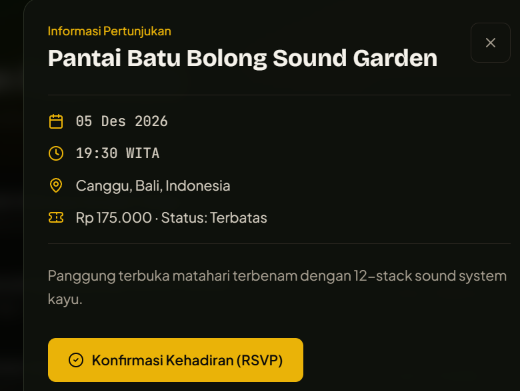 Informasi Pertunjukan
Pantai Batu Bolong Sound Garden
05 Des 2026
19:30 WITA
Canggu, Bali, Indonesia
Rp 175.000 · Status: Terbatas
Panggung terbuka matahari terbenam dengan 12-stack sound system
kayu.
Konfirmasi Kehadiran (RSVP)